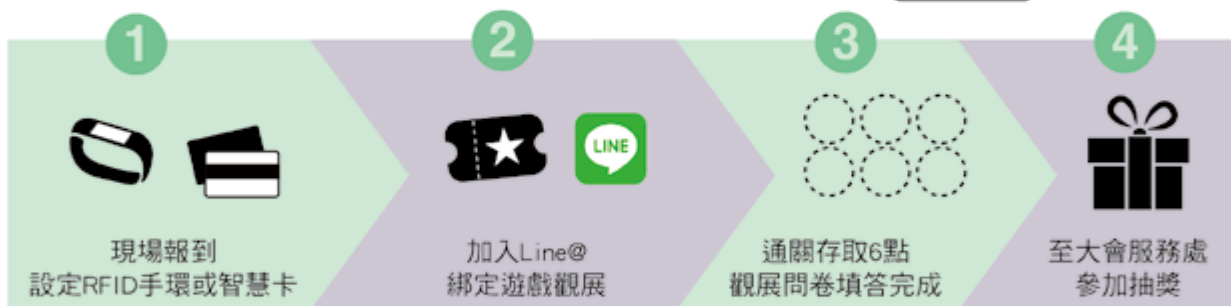 1
現場報到
設定RFID手環或智慧卡
2
LINE
加入Line@
綁定遊戲觀展
3
通關存取6點
觀展問卷填答完成
4
至大會服務處
參加抽獎